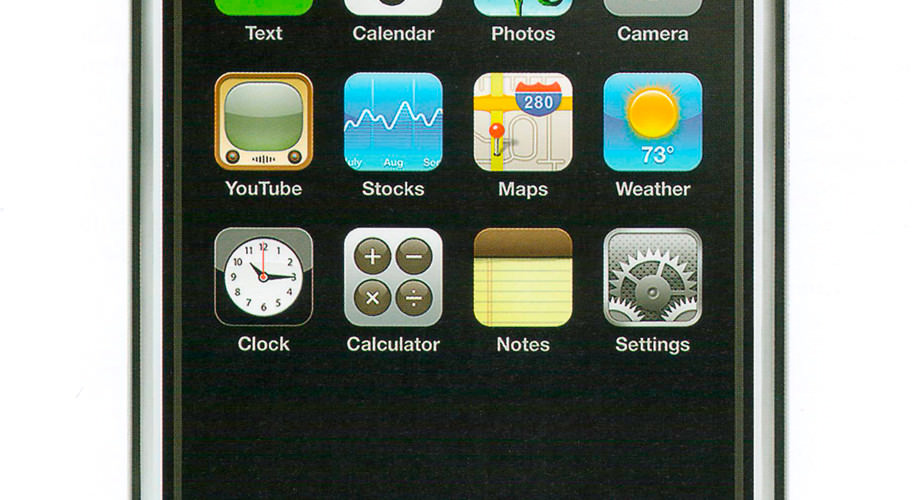 Text Calendar Photos Camera
280
73°
uly Aug Sep
YouTube Stocks Maps Weather
12
11 1
10 2
9 3
8 4
7 5
6
Clock Calculator Notes Settings